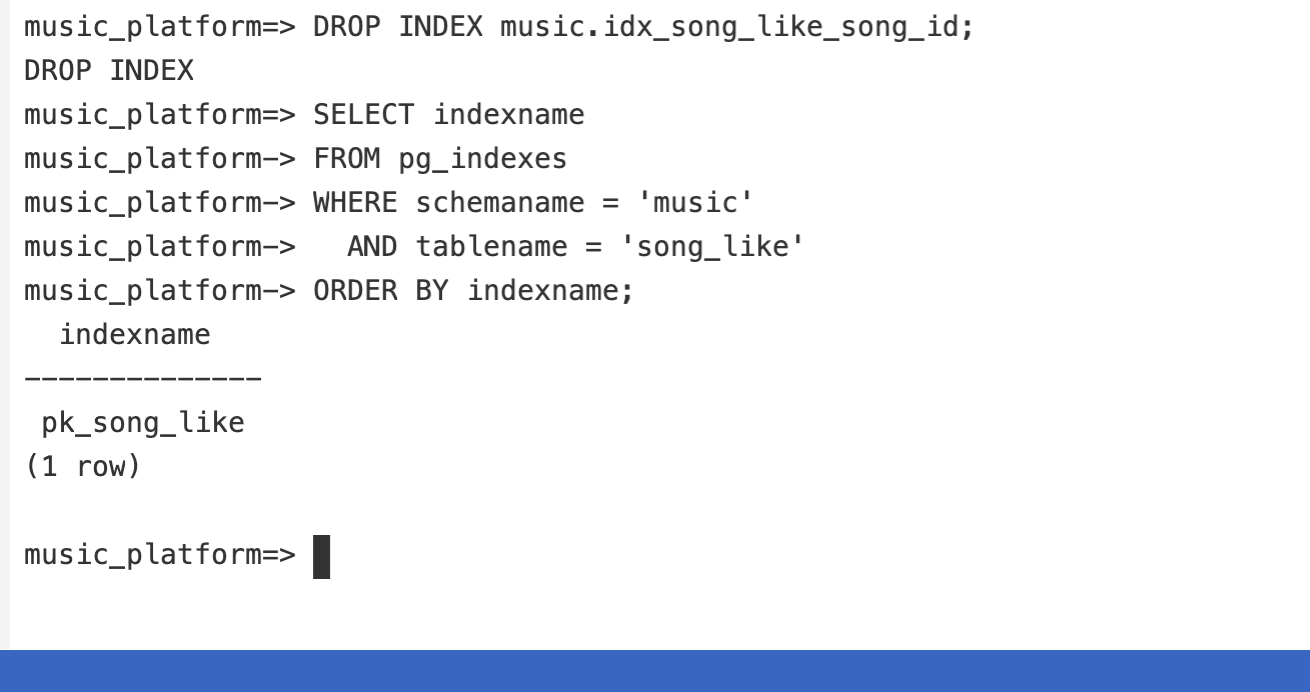 music_platform=> DROP INDEX music.idx_song_like_song_id;
DROP INDEX
music_platform=> SELECT indexname
music_platform-> FROM pg_indexes
music_platform-> WHERE schemaname = 'music'
music_platform->   AND tablename = 'song_like'
music_platform-> ORDER BY indexname;
  indexname
--------------
 pk_song_like
(1 row)
music_platform=>